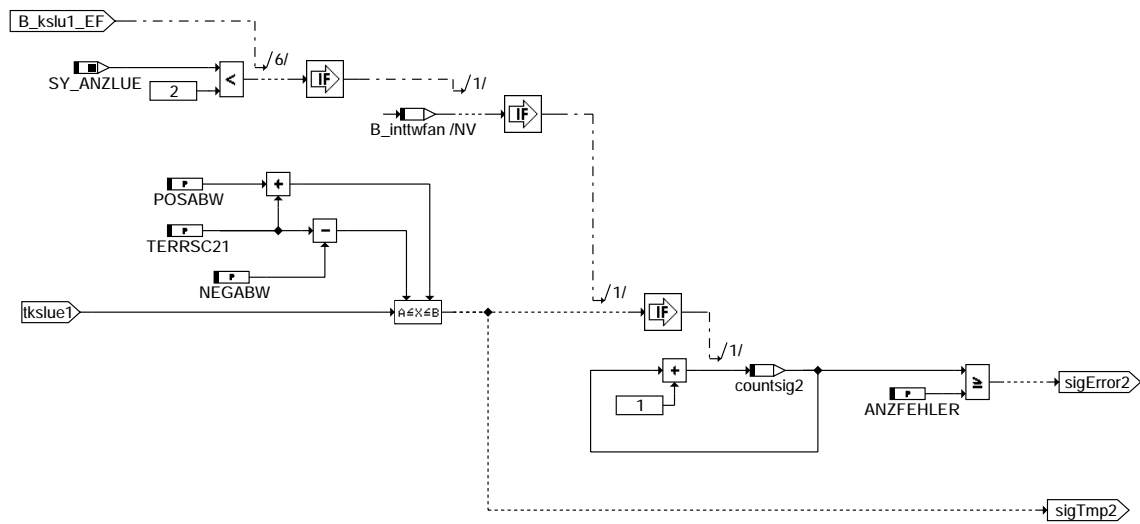 B_kslu1_EF
/6/
SY_ANZLUE
<
IF
/1/
2
B_inttwfan /NV
IF
P
POSABW
+
P
TERRSC21
−
P
NEGABW
/1/
tkslue1
A≤X≤B
IF
/1/
+
countsig2
≥
sigError2
1
P
ANZFEHLER
sigTmp2